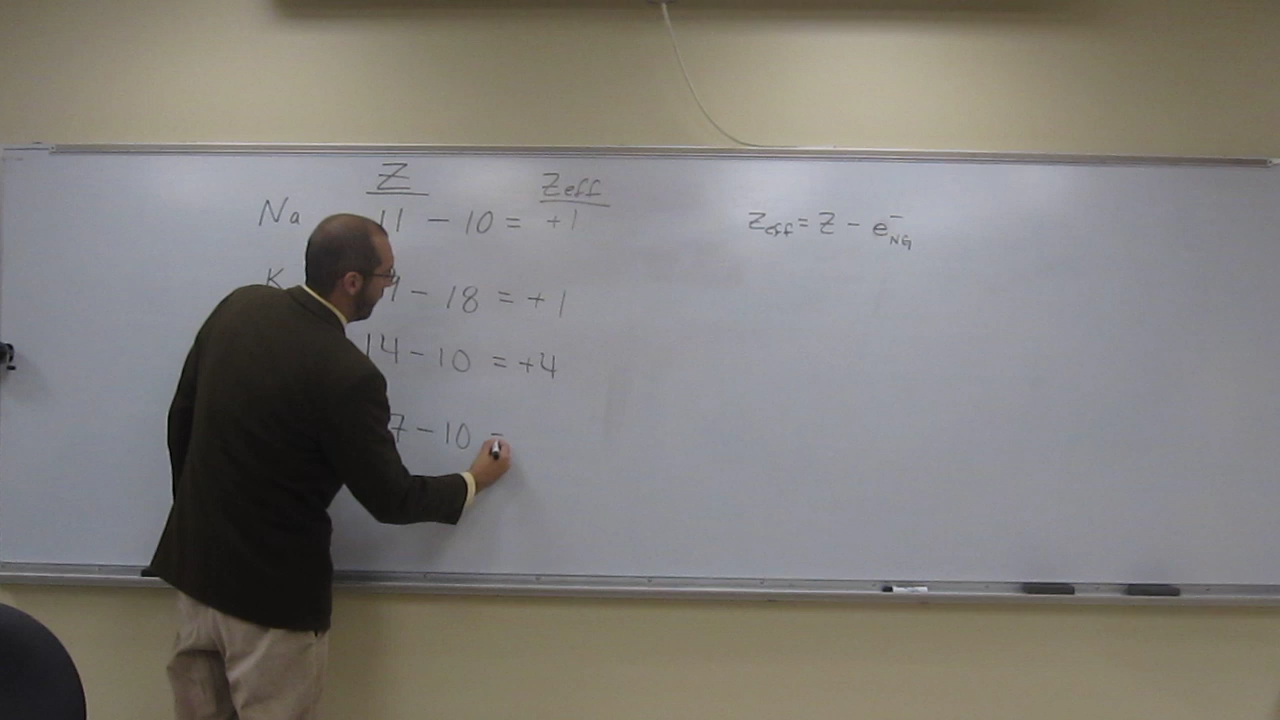 Z Zeff
Na 11 - 10 = +1
Zeff = Z - e⁻NG
K 9 - 18 = +1
14 - 10 = +4
7 - 10 =